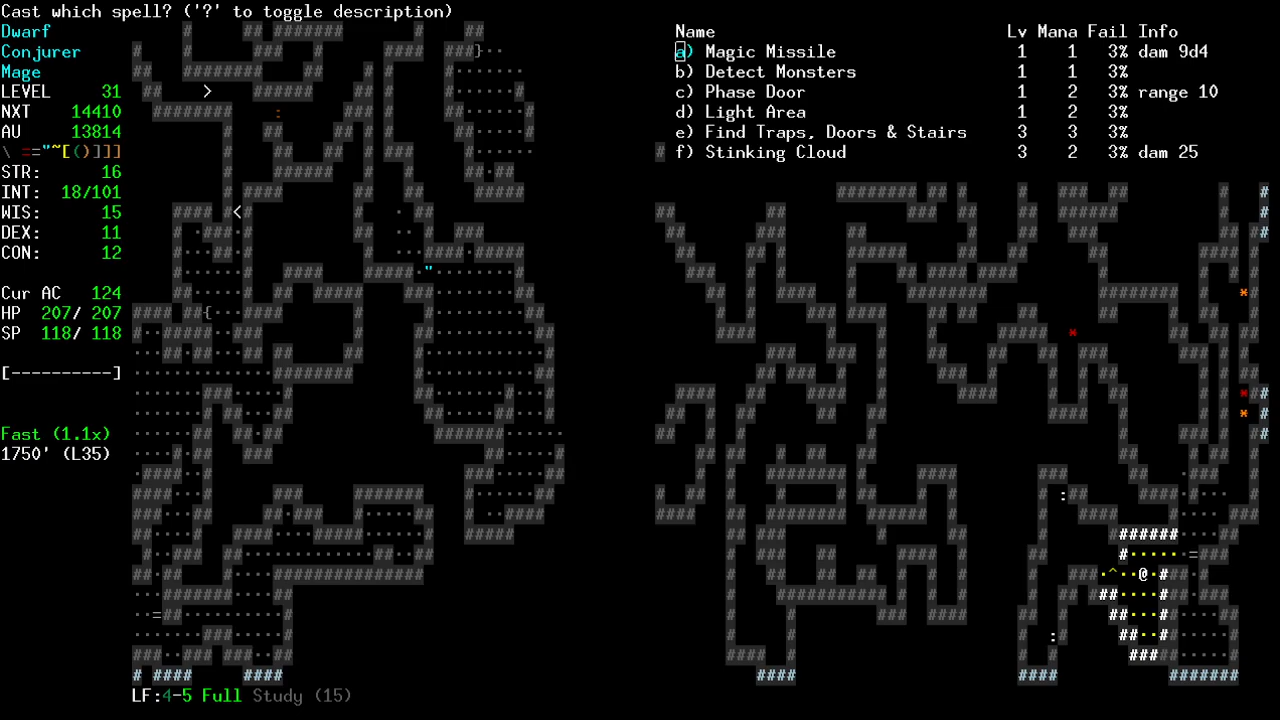 Cast which spell? ('?' to toggle description)
Dwarf
Conjurer
Mage
LEVEL 31
NXT 14410
AU 13814
\ =="~[()]]]
STR: 16
INT: 18/101
WIS: 15
DEX: 11
CON: 12
Cur AC 124
HP 207/ 207
SP 118/ 118
[----------]
Fast (1.1x)
1750' (L35)
Name Lv Mana Fail Info
a) Magic Missile 1 1 3% dam 9d4
b) Detect Monsters 1 1 3%
c) Phase Door 1 2 3% range 10
d) Light Area 1 2 3%
e) Find Traps, Doors & Stairs 3 3 3%
f) Stinking Cloud 3 2 3% dam 25
LF:4-5 Full Study (15)